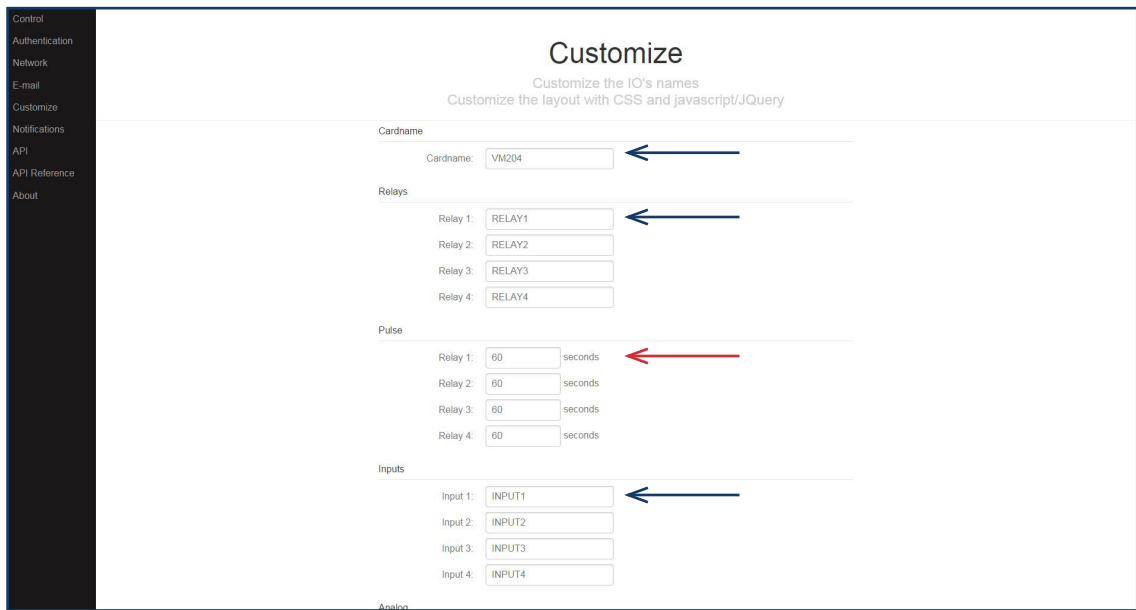 Control
Authentication
Network
E-mail
Customize
Notifications
API
API Reference
About
Customize
Customize the IO's names
Customize the layout with CSS and javascript/JQuery
Cardname
Cardname: VM204
Relays
Relay 1: RELAY1
Relay 2: RELAY2
Relay 3: RELAY3
Relay 4: RELAY4
Pulse
Relay 1: 60 seconds
Relay 2: 60 seconds
Relay 3: 60 seconds
Relay 4: 60 seconds
Inputs
Input 1: INPUT1
Input 2: INPUT2
Input 3: INPUT3
Input 4: INPUT4
Analog